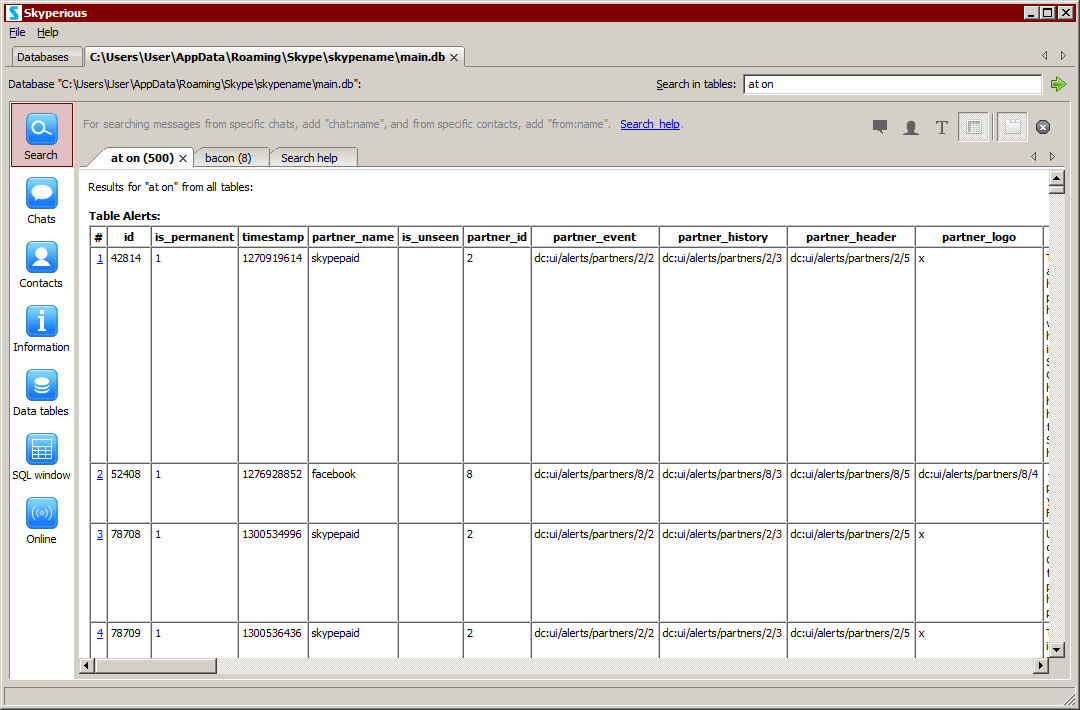 Skyperious
File Help
Databases C:\Users\User\AppData\Roaming\Skype\skypename\main.db
Database "C:\Users\User\AppData\Roaming\Skype\skypename\main.db": Search in tables: at on
For searching messages from specific chats, add "chat:name", and from specific contacts, add "from:name". Search help.
Search
Chats
Contacts
Information
Data tables
SQL window
Online
at on (500) bacon (8) Search help
Results for "at on" from all tables:
Table Alerts:
# id is_permanent timestamp partner_name is_unseen partner_id partner_event partner_history partner_header partner_logo
1 42814 1 1270919614 skypepaid 2 dc:ui/alerts/partners/2/2 dc:ui/alerts/partners/2/3 dc:ui/alerts/partners/2/5 x
2 52408 1 1276928852 facebook 8 dc:ui/alerts/partners/8/2 dc:ui/alerts/partners/8/3 dc:ui/alerts/partners/8/5 dc:ui/alerts/partners/8/4
3 78708 1 1300534996 skypepaid 2 dc:ui/alerts/partners/2/2 dc:ui/alerts/partners/2/3 dc:ui/alerts/partners/2/5 x
4 78709 1 1300536436 skypepaid 2 dc:ui/alerts/partners/2/2 dc:ui/alerts/partners/2/3 dc:ui/alerts/partners/2/5 x